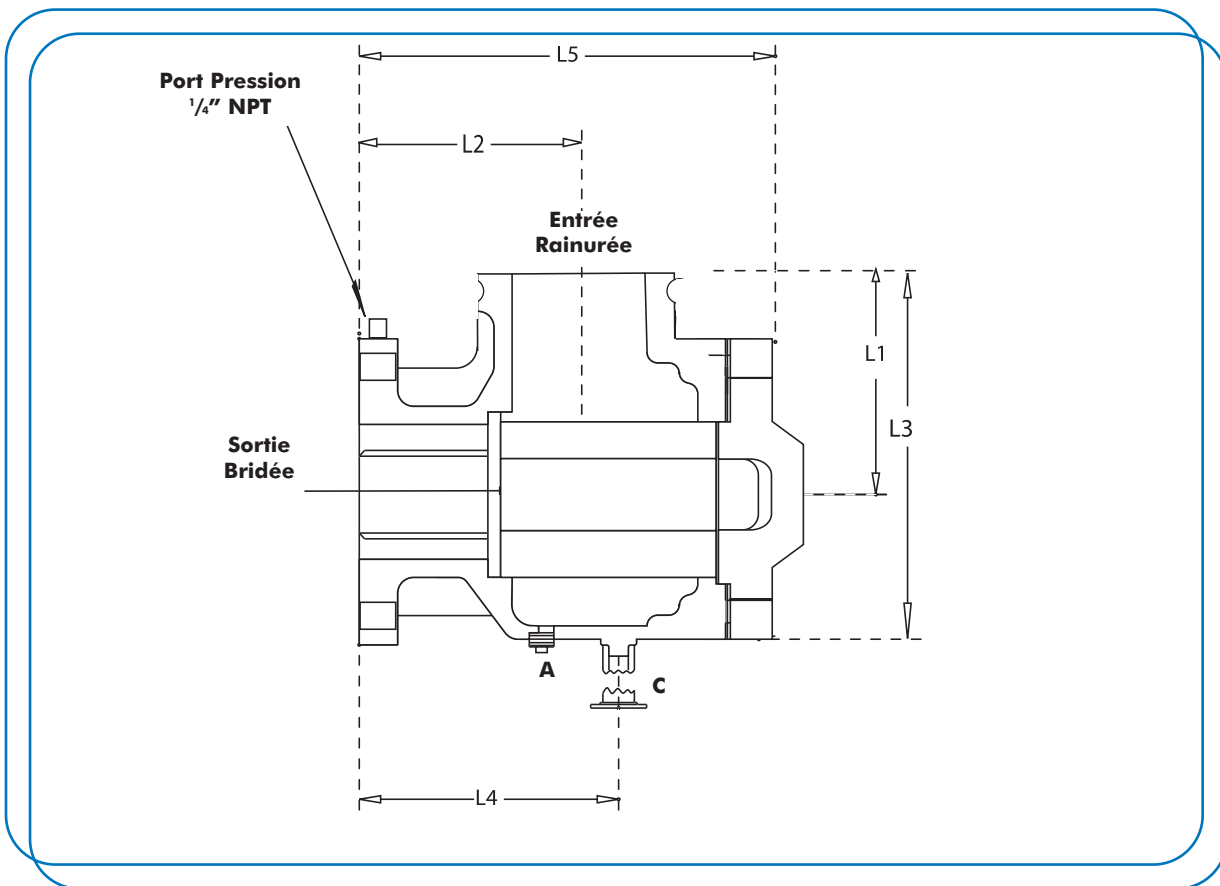 L5
Port Pression
¼" NPT
L2
Entrée
Rainurée
L1
L3
Sortie
Bridée
A
C
L4